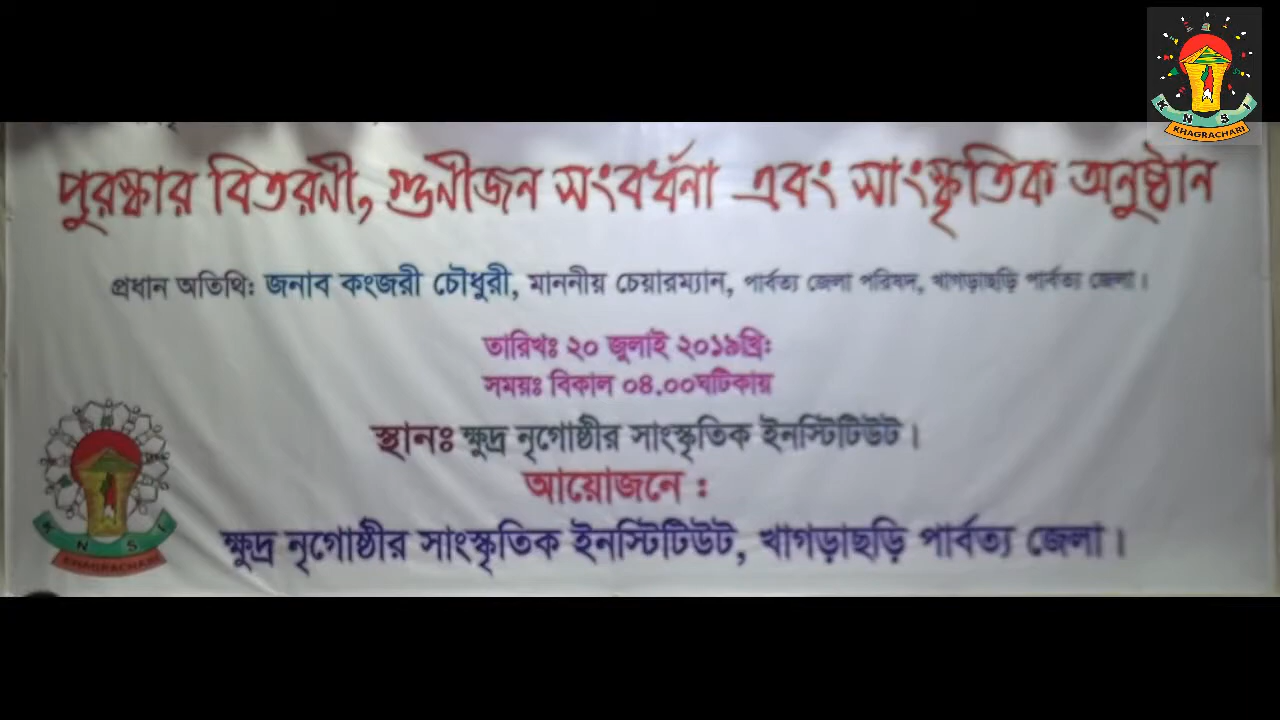 পুরস্কার বিতরনী, গুনীজন সংবর্ধনা এবং সাংস্কৃতিক অনুষ্ঠান
প্রধান অতিথি: জনাব কংজরী চৌধুরী, মাননীয় চেয়ারম্যান, পার্বত্য জেলা পরিষদ, খাগড়াছড়ি পার্বত্য জেলা।
তারিখঃ ২০ জুলাই ২০১৯খ্রিঃ
সময়ঃ বিকাল ০৪.০০ঘটিকায়
স্থানঃ ক্ষুদ্র নৃগোষ্ঠীর সাংস্কৃতিক ইনস্টিটিউট।
আয়োজনে :
ক্ষুদ্র নৃগোষ্ঠীর সাংস্কৃতিক ইনস্টিটিউট, খাগড়াছড়ি পার্বত্য জেলা।
K N S I
KHAGRACHARI
K N S I
KHAGRACHARI